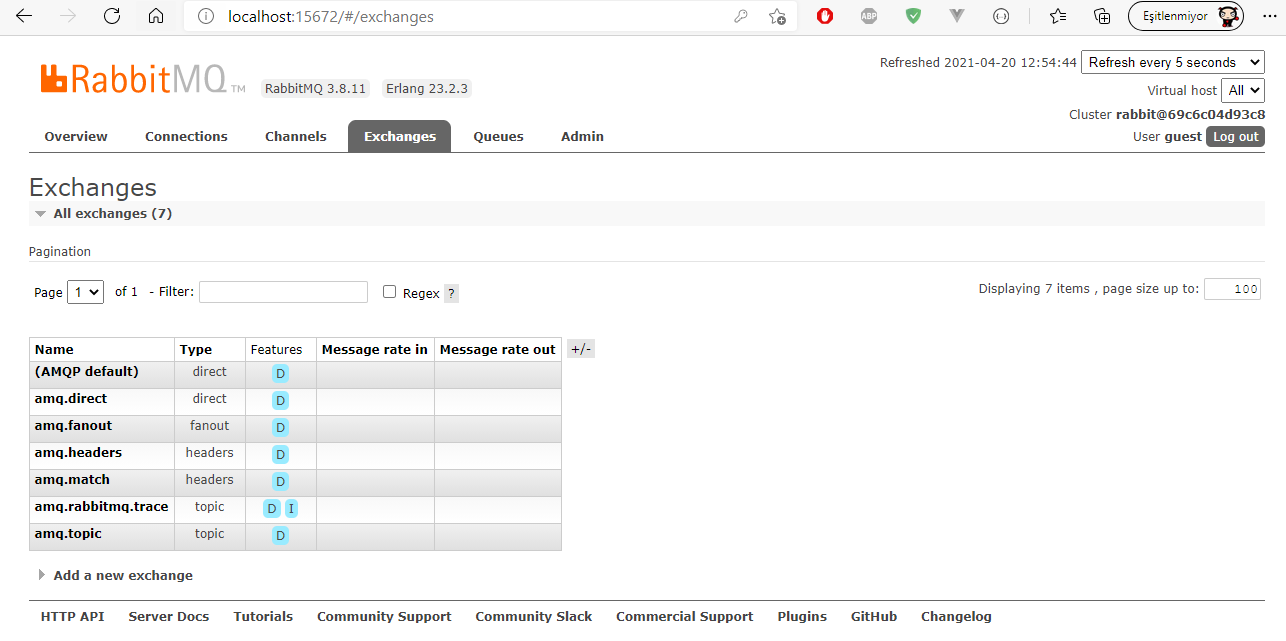 localhost:15672/#/exchanges
ABP
Eşitlenmiyor
Refreshed 2021-04-20 12:54:44 Refresh every 5 seconds
RabbitMQ TM RabbitMQ 3.8.11 Erlang 23.2.3
Virtual host All
Cluster rabbit@69c6c04d93c8
User guest Log out
Overview Connections Channels Exchanges Queues Admin
Exchanges
All exchanges (7)
Pagination
Page 1 of 1 - Filter: Regex ? Displaying 7 items , page size up to: 100
Name Type Features Message rate in Message rate out +/-
(AMQP default) direct D
amq.direct direct D
amq.fanout fanout D
amq.headers headers D
amq.match headers D
amq.rabbitmq.trace topic D I
amq.topic topic D
Add a new exchange
HTTP API Server Docs Tutorials Community Support Community Slack Commercial Support Plugins GitHub Changelog